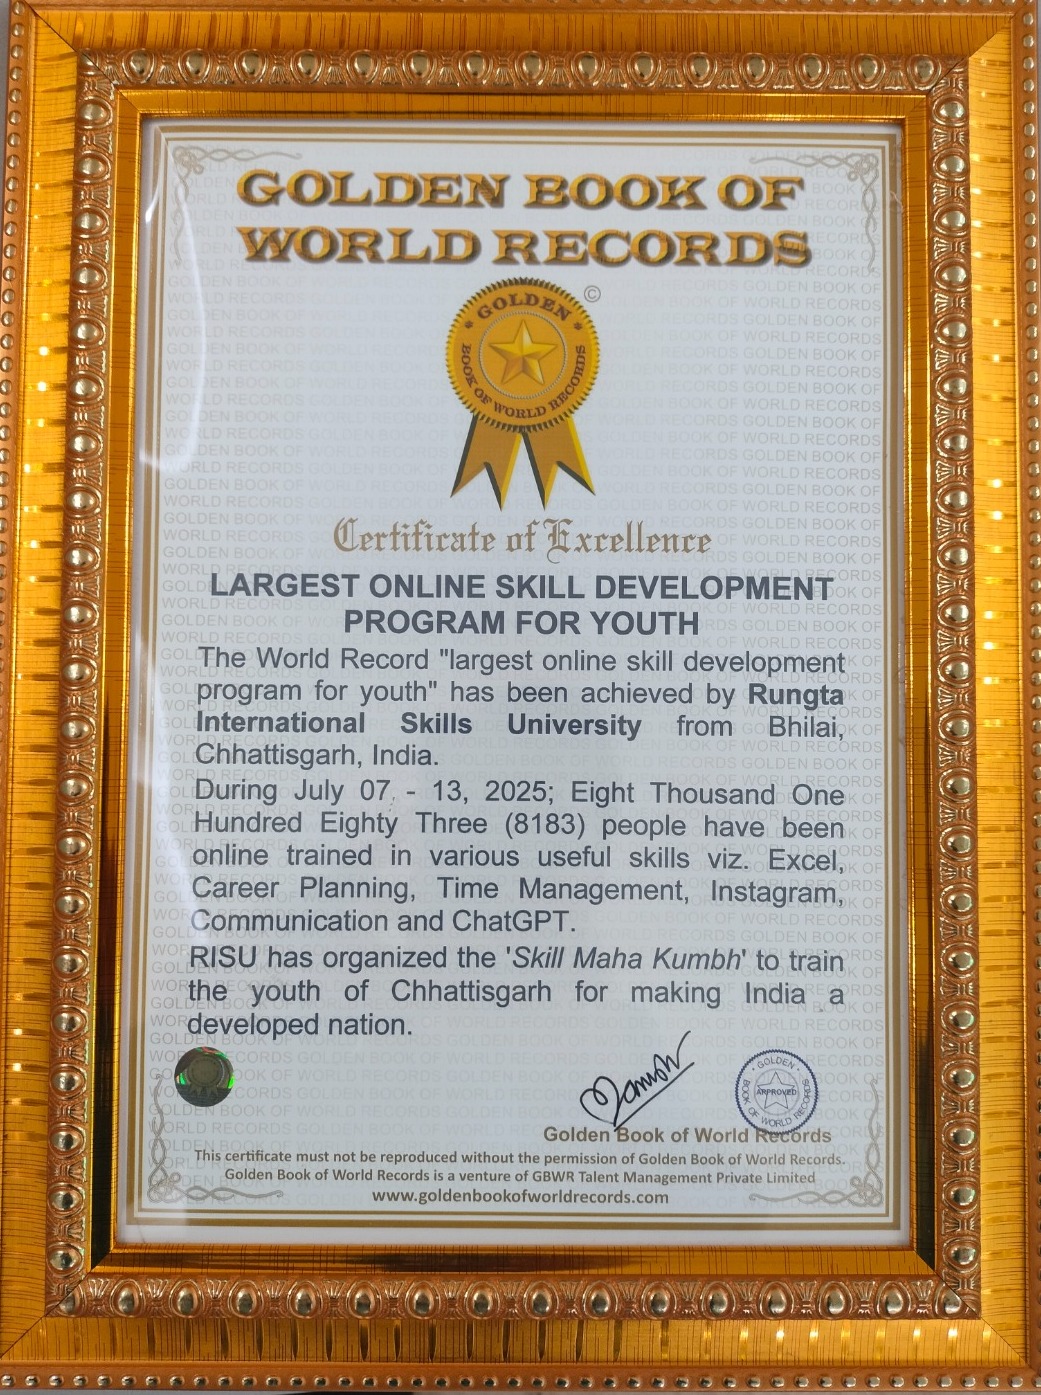 GOLDEN BOOK OF
WORLD RECORDS
©
GOLDEN
BOOK OF WORLD RECORDS
Certificate of Excellence
LARGEST ONLINE SKILL DEVELOPMENT
PROGRAM FOR YOUTH
The World Record "largest online skill development
program for youth" has been achieved by Rungta
International Skills University from Bhilai,
Chhattisgarh, India.
During July 07 - 13, 2025; Eight Thousand One
Hundred Eighty Three (8183) people have been
online trained in various useful skills viz. Excel,
Career Planning, Time Management, Instagram,
Communication and ChatGPT.
RISU has organized the 'Skill Maha Kumbh' to train
the youth of Chhattisgarh for making India a
developed nation.
GOLDEN
APPROVED
BOOK OF WORLD RECORDS
Golden Book of World Records
This certificate must not be reproduced without the permission of Golden Book of World Records.
Golden Book of World Records is a venture of GBWR Talent Management Private Limited
www.goldenbookofworldrecords.com